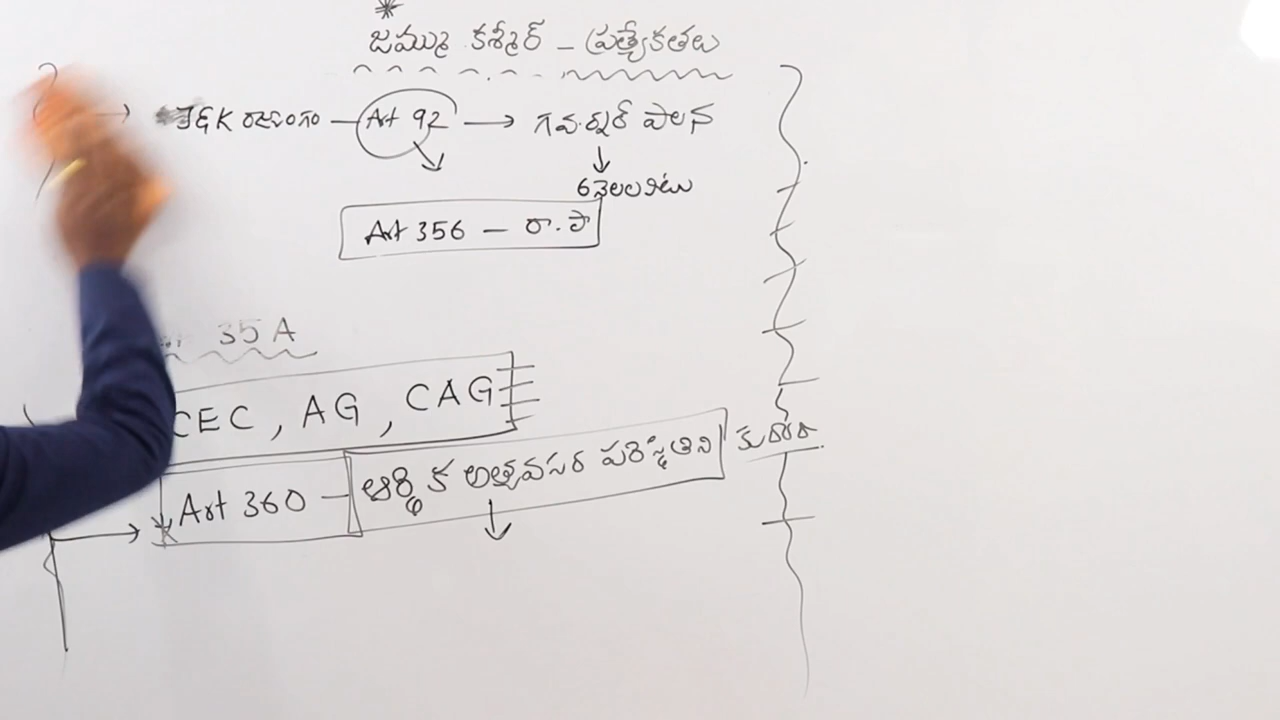 *
జమ్ము కశ్మీర్ – ప్రత్యేకతలు
→ J&K రాజ్యంగం – Art 92 → గవర్నర్ పాలన
↓
6 నెలలు
Art 356 – రా.పా
35 A
CEC, AG, CAG
Art 360 – ఆర్థిక అత్యవసర పరిస్థితిని